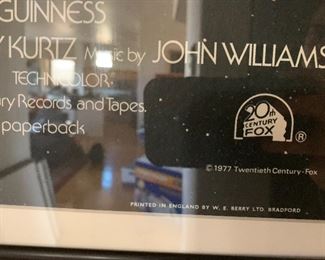 GUINNESS
Y KURTZ Music by JOHN WILLIAMS
TECHNICOLOR®
ury Records and Tapes.
paperback
20th
CENTURY
FOX
®
© 1977 Twentieth Century-Fox
PRINTED IN ENGLAND BY W. E. BERRY LTD. BRADFORD